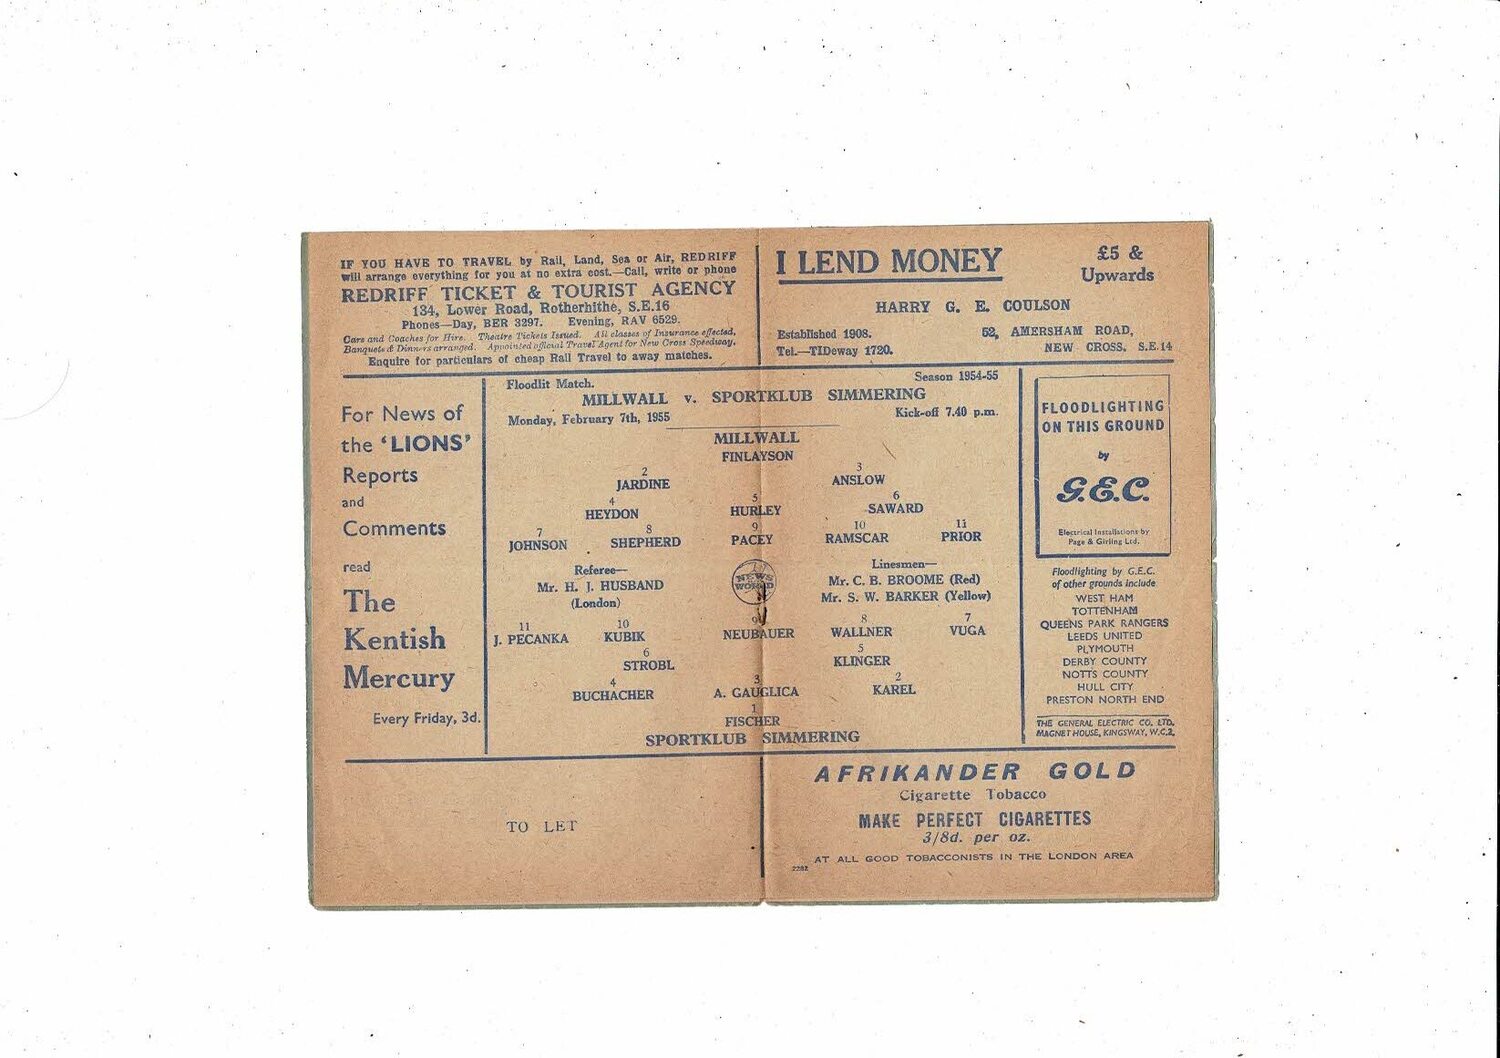 IF YOU HAVE TO TRAVEL by Rail, Land, Sea or Air, REDRIFF
will arrange everything for you at no extra cost.—Call, write or phone
REDRIFF TICKET & TOURIST AGENCY
134, Lower Road, Rotherhithe, S.E.16
Phones—Day, BER 3297. Evening, RAV 6529.
Cars and Coaches for Hire. Theatre Tickets Issued. All classes of Insurance effected.
Banquets & Dinners arranged. Appointed official Travel Agent for New Cross Speedway.
Enquire for particulars of cheap Rail Travel to away matches.
I LEND MONEY
£5 &
Upwards
HARRY G. E. COULSON
Established 1908.
52, AMERSHAM ROAD,
Tel.—TIDeway 1720.
NEW CROSS. S.E.14
For News of
the ‘LIONS’
Reports
and
Comments
read
The
Kentish
Mercury
Every Friday, 3d.
Floodlit Match.
Season 1954-55
MILLWALL v. SPORTKLUB SIMMERING
Monday, February 7th, 1955
Kick-off 7.40 p.m.
MILLWALL
FINLAYSON
2 3
JARDINE ANSLOW
4 5 6
HEYDON HURLEY SAWARD
7 8 9 10 11
JOHNSON SHEPHERD PACEY RAMSCAR PRIOR
Referee—
Mr. H. J. HUSBAND
(London)
NEWS
WORLD
Linesmen—
Mr. C. B. BROOME (Red)
Mr. S. W. BARKER (Yellow)
11 10 9 8 7
J. PECANKA KUBIK NEUBAUER WALLNER VUGA
6 5
STROBL KLINGER
4 3 2
BUCHACHER A. GAUGLICA KAREL
1
FISCHER
SPORTKLUB SIMMERING
FLOODLIGHTING
ON THIS GROUND
by
G.E.C.
Electrical Installations by
Page & Girling Ltd.
Floodlighting by G.E.C.
of other grounds include
WEST HAM
TOTTENHAM
QUEENS PARK RANGERS
LEEDS UNITED
PLYMOUTH
DERBY COUNTY
NOTTS COUNTY
HULL CITY
PRESTON NORTH END
THE GENERAL ELECTRIC CO. LTD.
MAGNET HOUSE, KINGSWAY, W.C.2.
TO LET
AFRIKANDER GOLD
Cigarette Tobacco
MAKE PERFECT CIGARETTES
3/8d. per oz.
AT ALL GOOD TOBACCONISTS IN THE LONDON AREA
2282